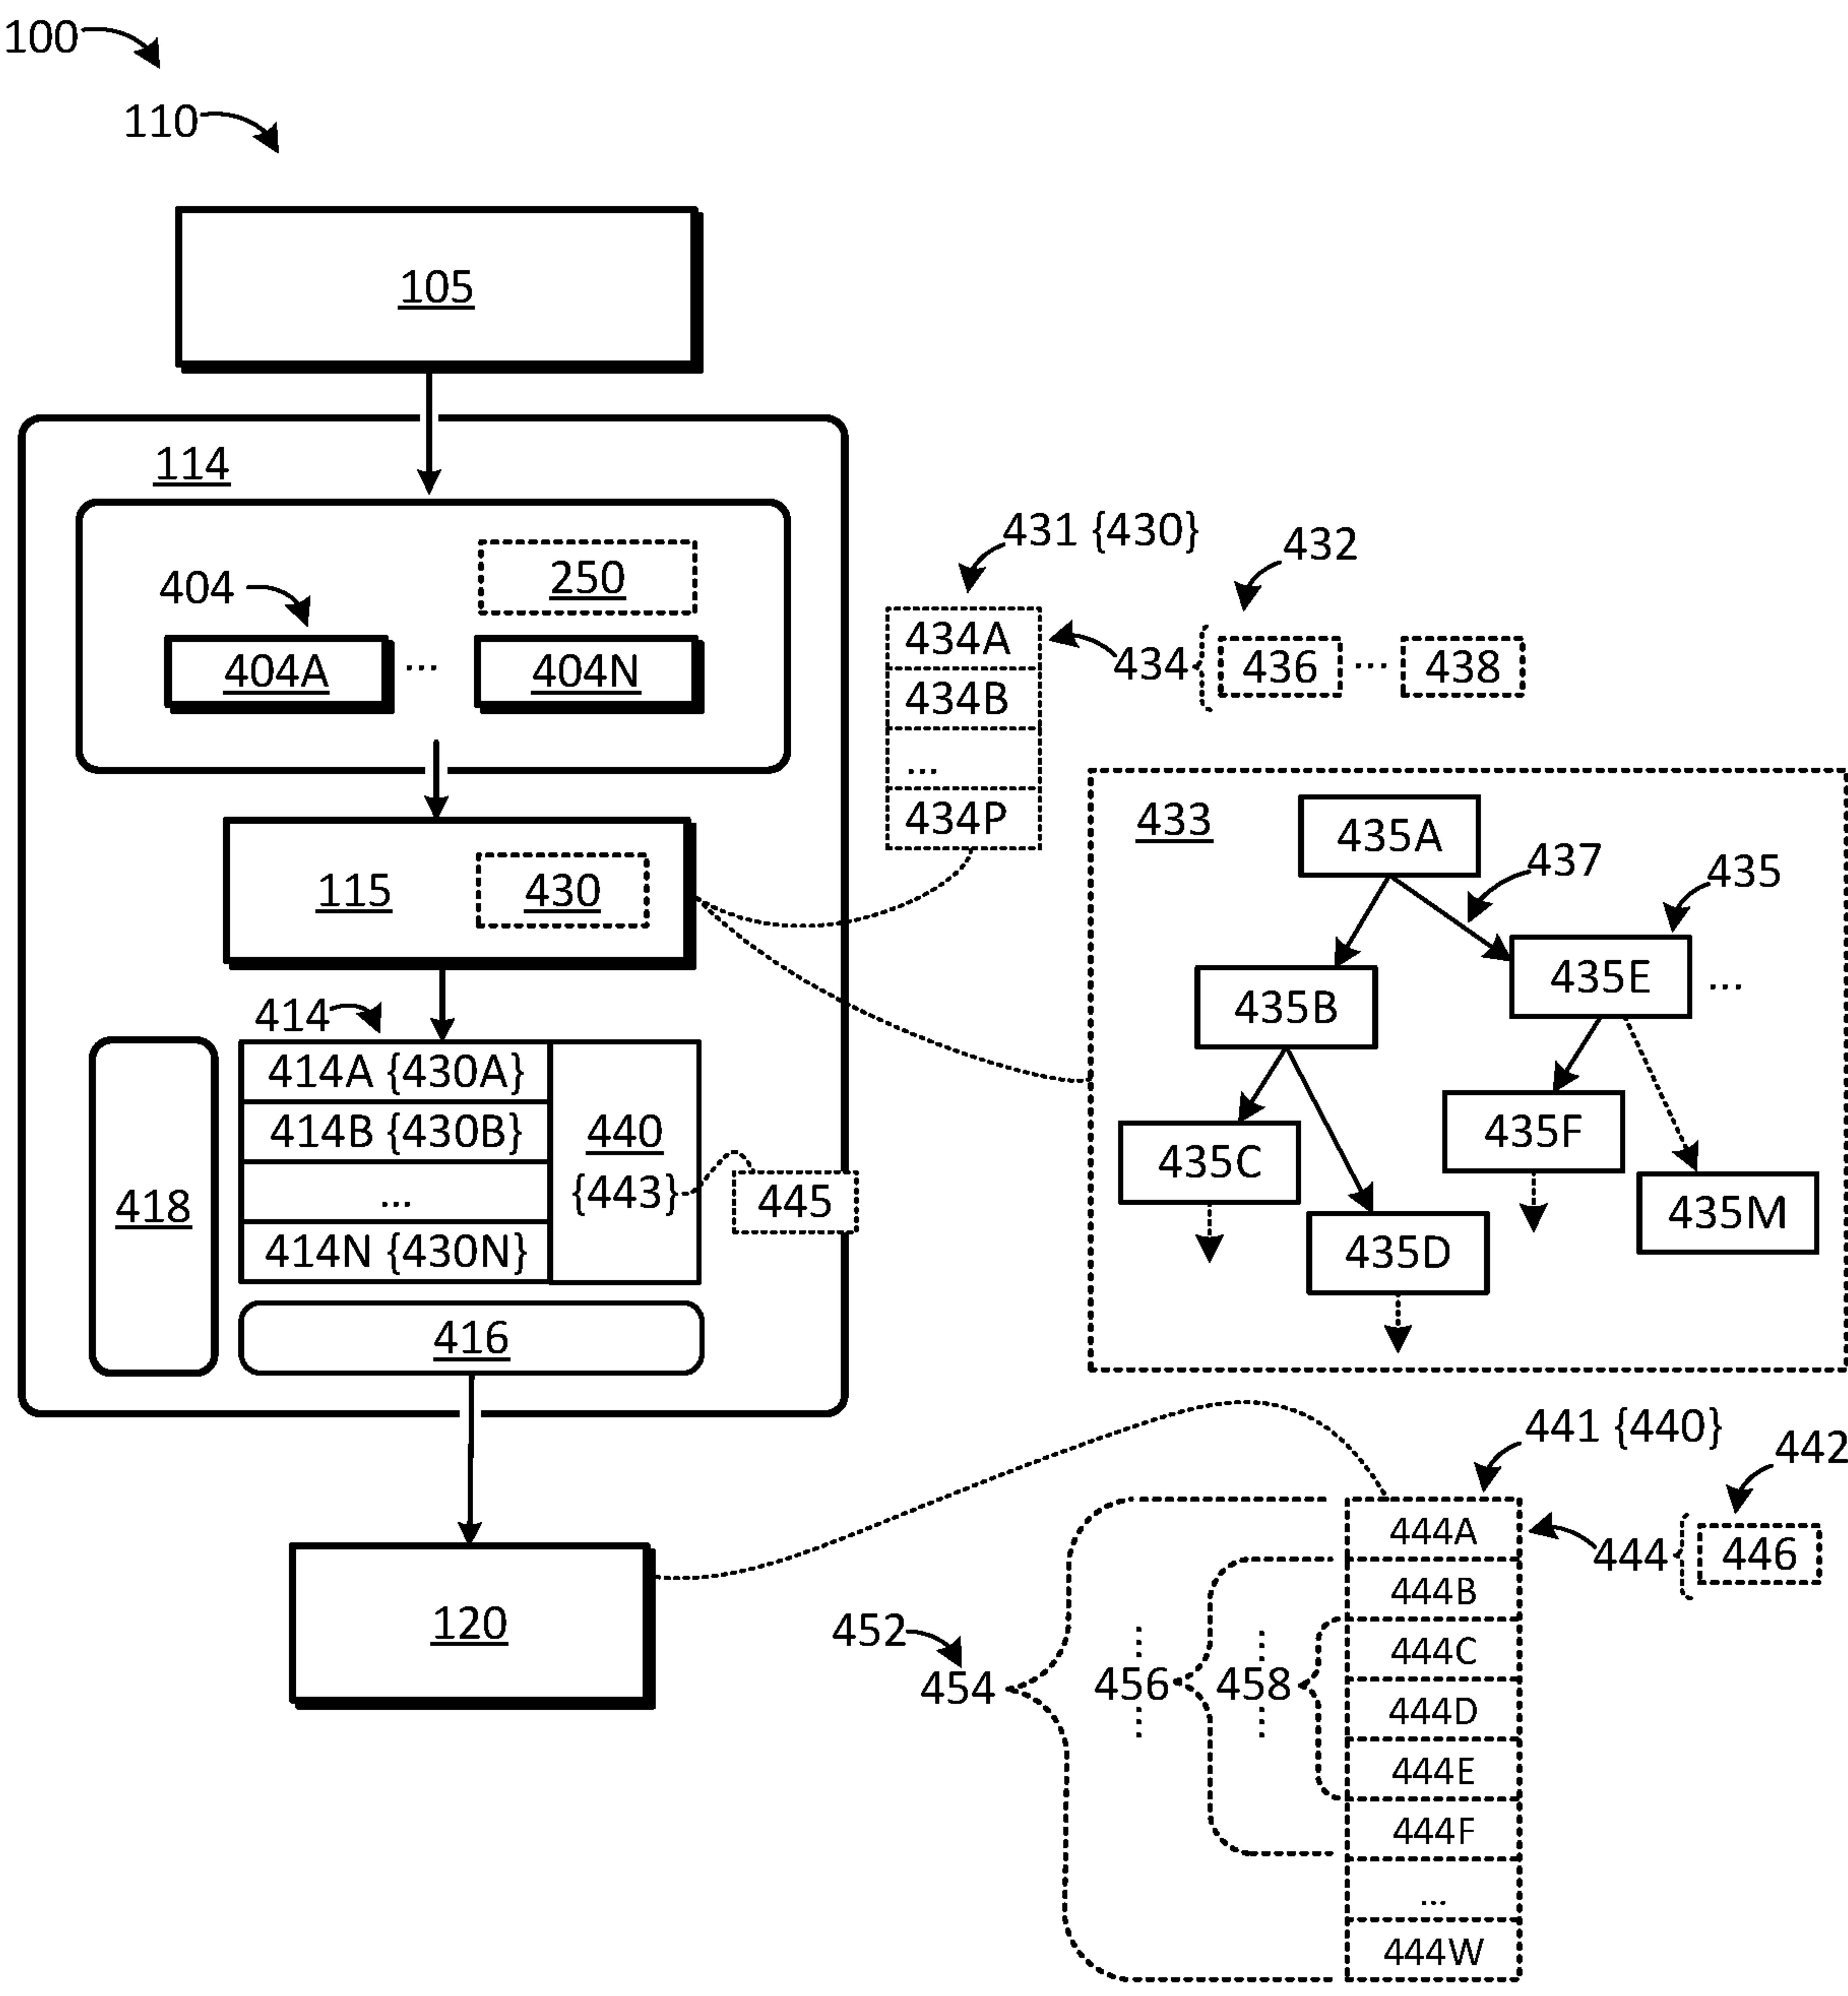 100
110
105
114
250
404
404A ... 404N
115 430
414
414A {430A}
414B {430B}
...
414N {430N}
440
{443}
445
418
416
120
431 {430}
434A
434B
...
434P
432
434 436 ... 438
433
435A
437
435
435B
435E ...
435C
435D
435F
435M
441 {440}
442
444 446
444A
444B
444C
444D
444E
444F
...
444W
452
454
456
458